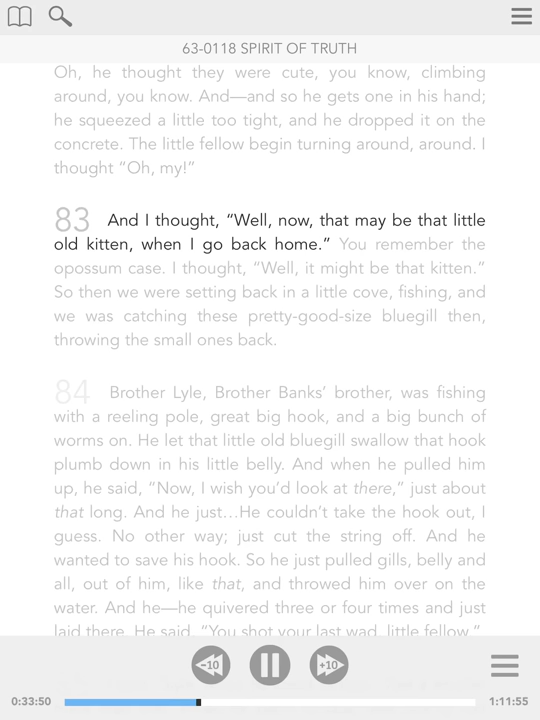 63-0118 SPIRIT OF TRUTH
Oh, he thought they were cute, you know, climbing
around, you know. And—and so he gets one in his hand;
he squeezed a little too tight, and he dropped it on the
concrete. The little fellow begin turning around, around. I
thought “Oh, my!”
83 And I thought, “Well, now, that may be that little
old kitten, when I go back home.” You remember the
opossum case. I thought, “Well, it might be that kitten.”
So then we were setting back in a little cove, fishing, and
we was catching these pretty-good-size bluegill then,
throwing the small ones back.
84 Brother Lyle, Brother Banks’ brother, was fishing
with a reeling pole, great big hook, and a big bunch of
worms on. He let that little old bluegill swallow that hook
plumb down in his little belly. And when he pulled him
up, he said, “Now, I wish you’d look at there,” just about
that long. And he just…He couldn’t take the hook out, I
guess. No other way; just cut the string off. And he
wanted to save his hook. So he just pulled gills, belly and
all, out of him, like that, and throwed him over on the
water. And he—he quivered three or four times and just
laid there. He said, “You shot your last wad, little fellow.”
-10 +10
0:33:50 1:11:55